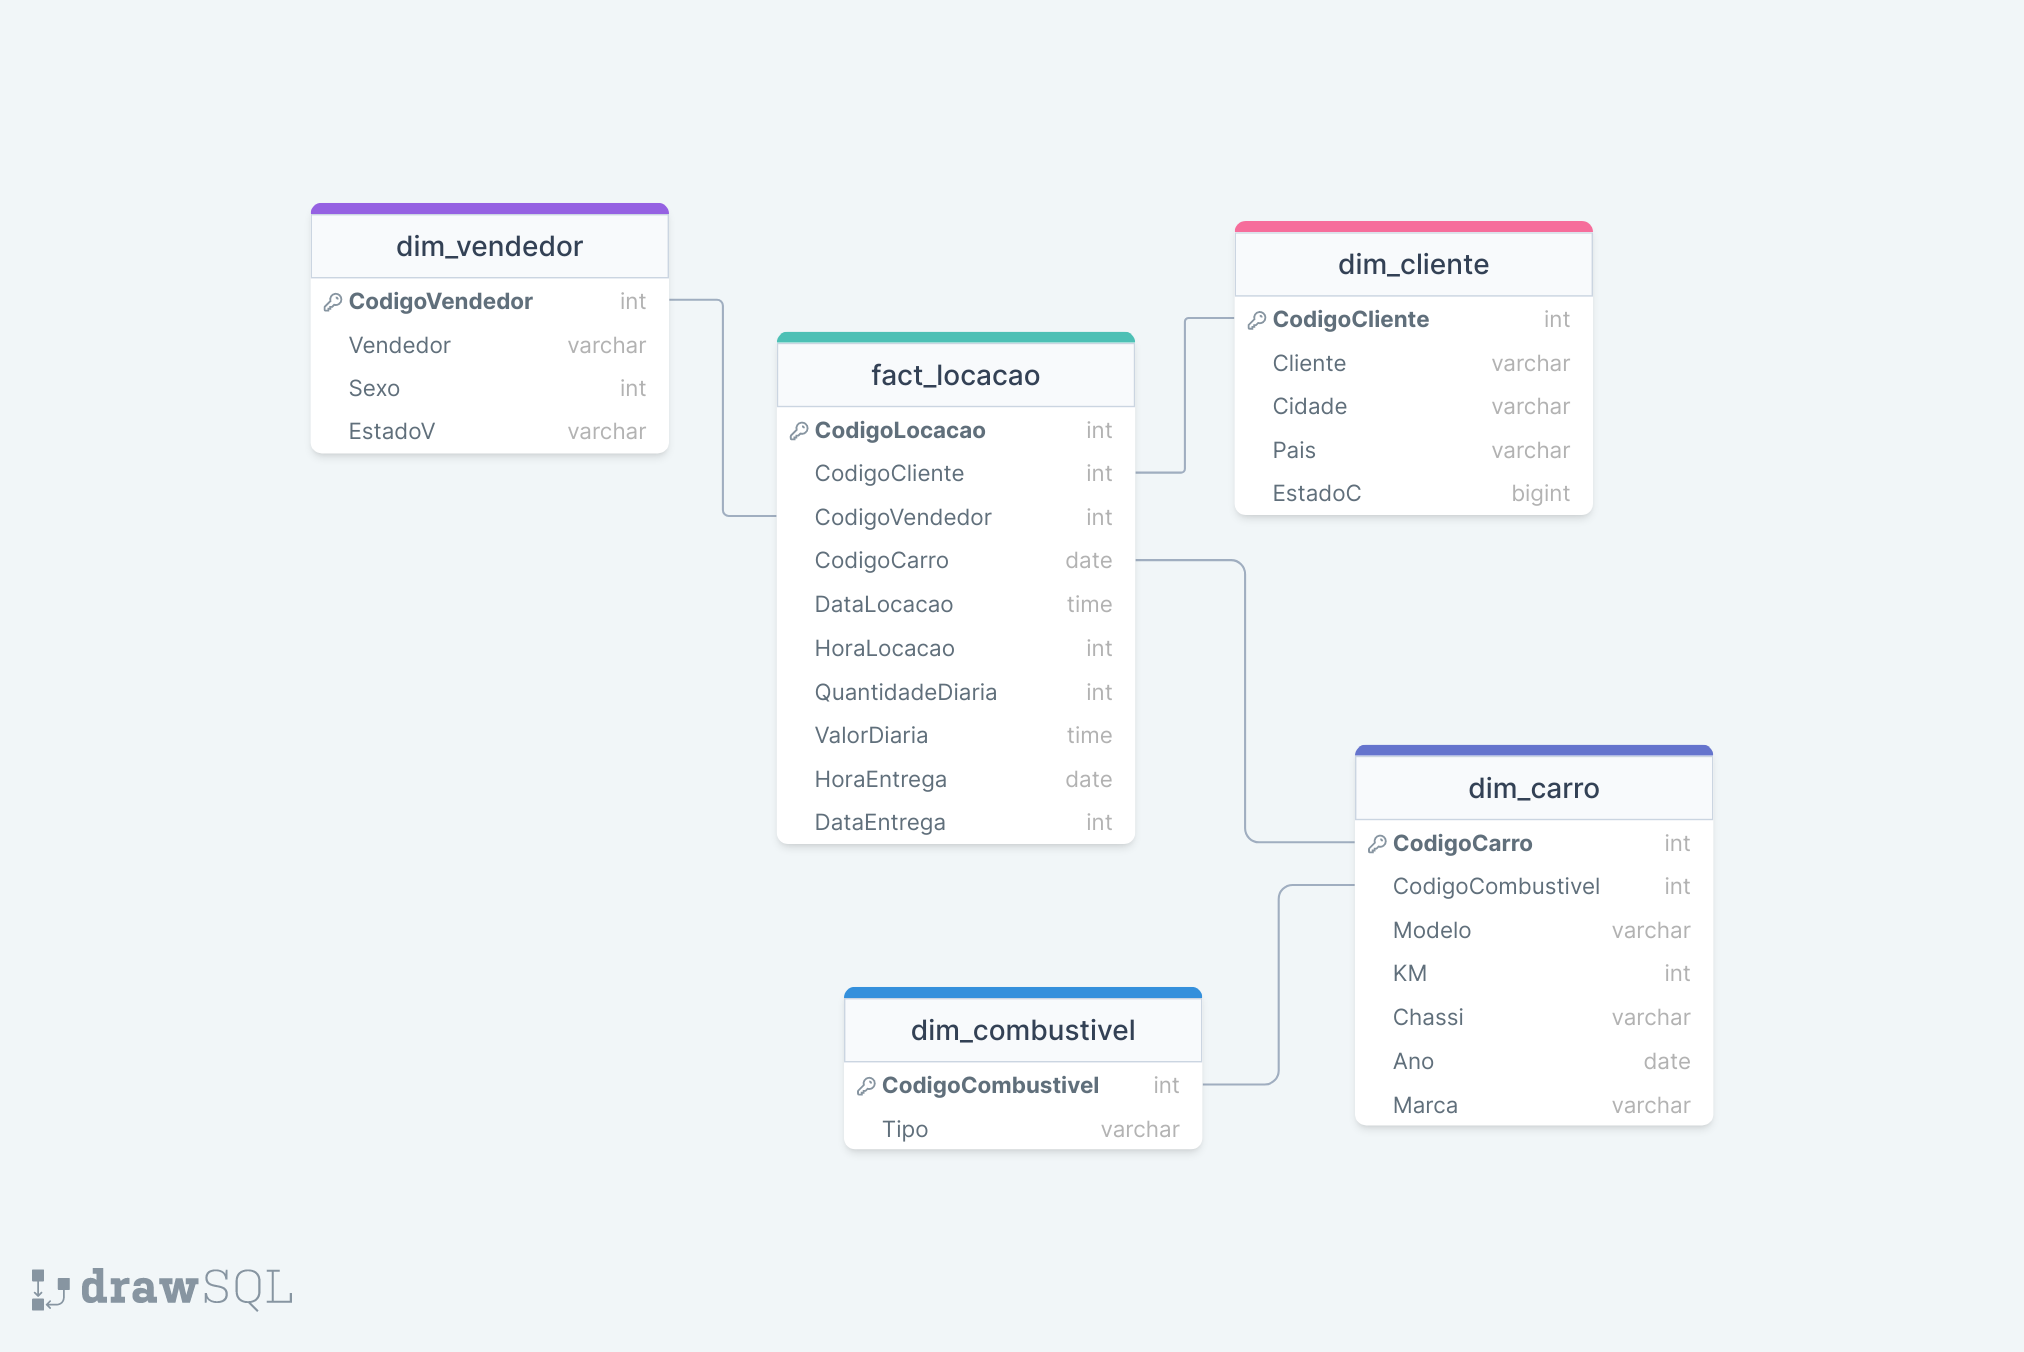 dim_vendedor
CodigoVendedor int
Vendedor varchar
Sexo int
EstadoV varchar
dim_cliente
CodigoCliente int
Cliente varchar
Cidade varchar
Pais varchar
EstadoC bigint
fact_locacao
CodigoLocacao int
CodigoCliente int
CodigoVendedor int
CodigoCarro date
DataLocacao time
HoraLocacao int
QuantidadeDiaria int
ValorDiaria time
HoraEntrega date
DataEntrega int
dim_carro
CodigoCarro int
CodigoCombustivel int
Modelo varchar
KM int
Chassi varchar
Ano date
Marca varchar
dim_combustivel
CodigoCombustivel int
Tipo varchar
drawSQL